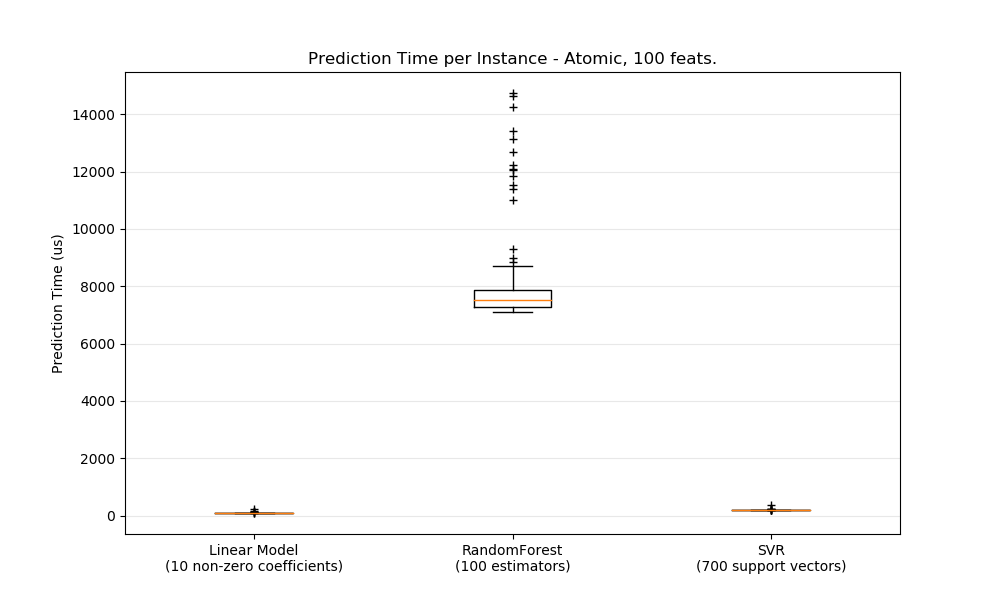 Prediction Time per Instance - Atomic, 100 feats.
Prediction Time (us)
14000
12000
10000
8000
6000
4000
2000
0
Linear Model
(10 non-zero coefficients)
RandomForest
(100 estimators)
SVR
(700 support vectors)